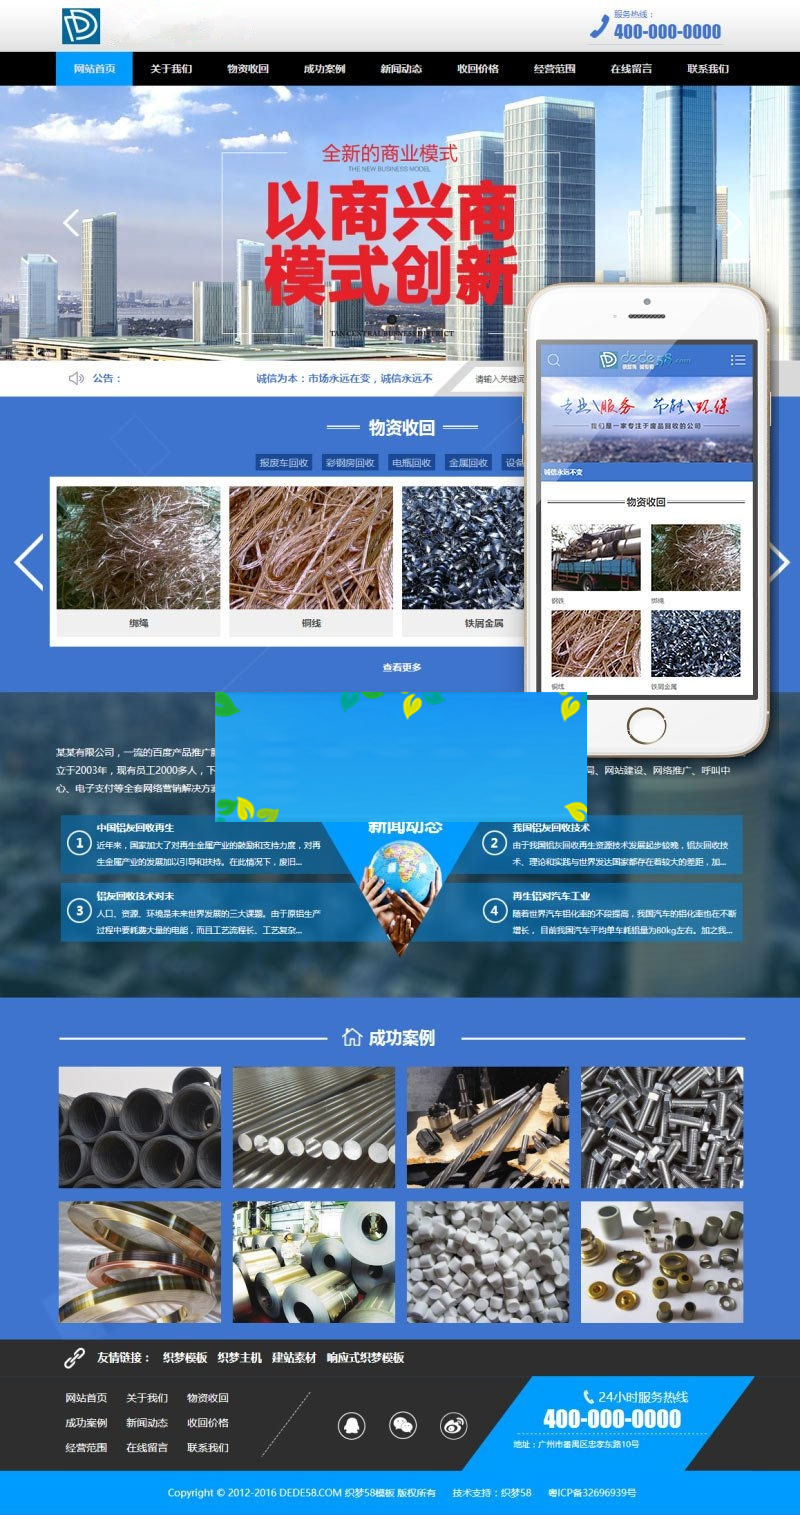 服务热线：
400-000-0000
网站首页 关于我们 物资收回 成功案例 新闻动态 收回价格 经营范围 在线留言 联系我们
全新的商业模式
THE NEW BUSINESS MODEL
以商兴商
模式创新
TAN CENTRAL BUSINESS DISTRICT
公告： 诚信为本：市场永远在变，诚信永远不 请输入关键词
物资收回
报废车回收 彩钢房回收 电瓶回收 金属回收 设备
绑绳 铜线 铁屑金属
查看更多
dede58.com
专业\服务 节能\环保
我们是一家专注于废品回收的公司
诚信永远不变
物资收回
钢铁 绑绳
铜线 铁屑金属
某某有限公司，一流的百度产品推广
立于2003年，现有员工2000多人，下 、网站建设、网络推广、呼叫中
心、电子支付等全套网络营销解决方
新闻动态
1 中国铝灰回收再生
近年来，国家加大了对再生金属产业的鼓励和支持力度，对再
生金属产业的发展加以引导和扶持。在此情况下，废旧...
2 我国铝灰回收技术
由于我国铝灰回收再生资源技术发展起步较晚，铝灰回收技
术、理论和实践与世界发达国家都存在着较大的差距，加...
3 铝灰回收技术对未
人口、资源、环境是未来世界发展的三大课题。由于原铝生产
过程中要耗费大量的电能，而且工艺流程长、工艺复杂...
4 再生铝对汽车工业
随着世界汽车铝化率的不段提高，我国汽车的铝化率也在不断
增长， 目前我国汽车平均单车耗铝量为80kg左右。加之我...
成功案例
友情链接： 织梦模板 织梦主机 建站素材 响应式织梦模板
网站首页 关于我们 物资收回
成功案例 新闻动态 收回价格
经营范围 在线留言 联系我们
24小时服务热线
400-000-0000
地址：广州市番禺区忠孝东路10号
Copyright © 2012-2016 DEDE58.COM 织梦58模板 版权所有 技术支持：织梦58 粤ICP备32696939号